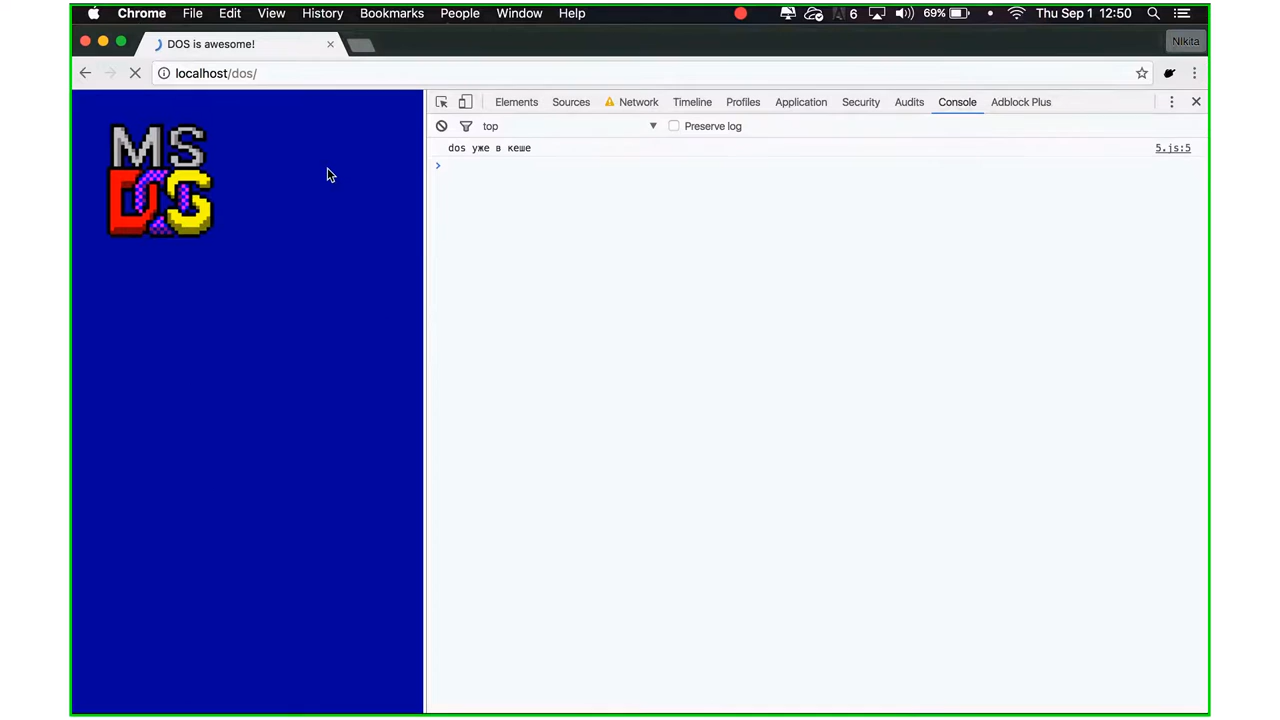 Chrome File Edit View History Bookmarks People Window Help 6 69% Thu Sep 1 12:50
DOS is awesome! Nikita
localhost/dos/
MS
DOS
Elements Sources Network Timeline Profiles Application Security Audits Console Adblock Plus
top Preserve log
dos уже в кеше 5.js:5